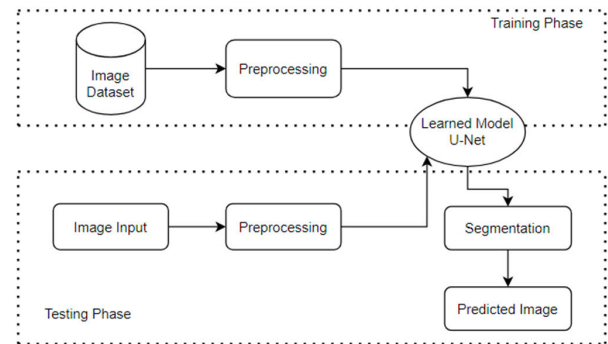 Training Phase
Image
Dataset
Preprocessing
Learned Model
U-Net
Image Input
Preprocessing
Segmentation
Predicted Image
Testing Phase